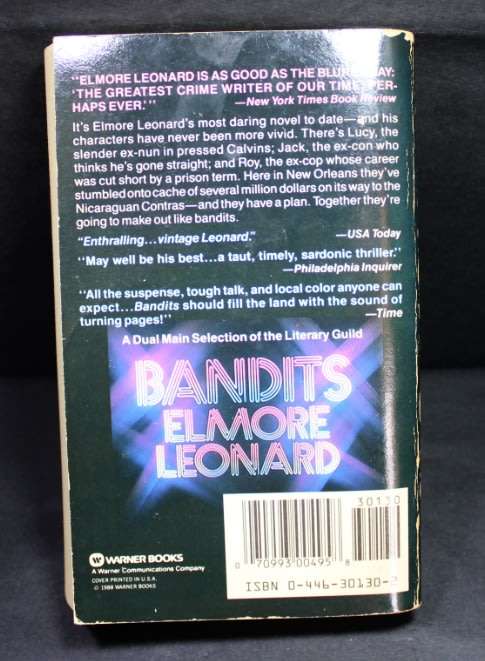 "ELMORE LEONARD IS AS GOOD AS THE BLURBS SAY:
'THE GREATEST CRIME WRITER OF OUR TIME, PER-
HAPS EVER.'"
—New York Times Book Review
It's Elmore Leonard's most daring novel to date—and his
characters have never been more vivid. There's Lucy, the
slender ex-nun in pressed Calvins; Jack, the ex-con who
thinks he's gone straight; and Roy, the ex-cop whose career
was cut short by a prison term. Here in New Orleans they've
stumbled onto cache of several million dollars on its way to the
Nicaraguan Contras—and they have a plan. Together they're
going to make out like bandits.
"Enthralling...vintage Leonard." —USA Today
"May well be his best...a taut, timely, sardonic thriller."
—Philadelphia Inquirer
"All the suspense, tough talk, and local color anyone can
expect...Bandits should fill the land with the sound of
turning pages!" —Time
A Dual Main Selection of the Literary Guild
BANDITS
ELMORE
LEONARD
30130
0 70993 00495 8
ISBN 0-446-30130-2
W WARNER BOOKS
A Warner Communications Company
COVER PRINTED IN U.S.A.
© 1988 WARNER BOOKS